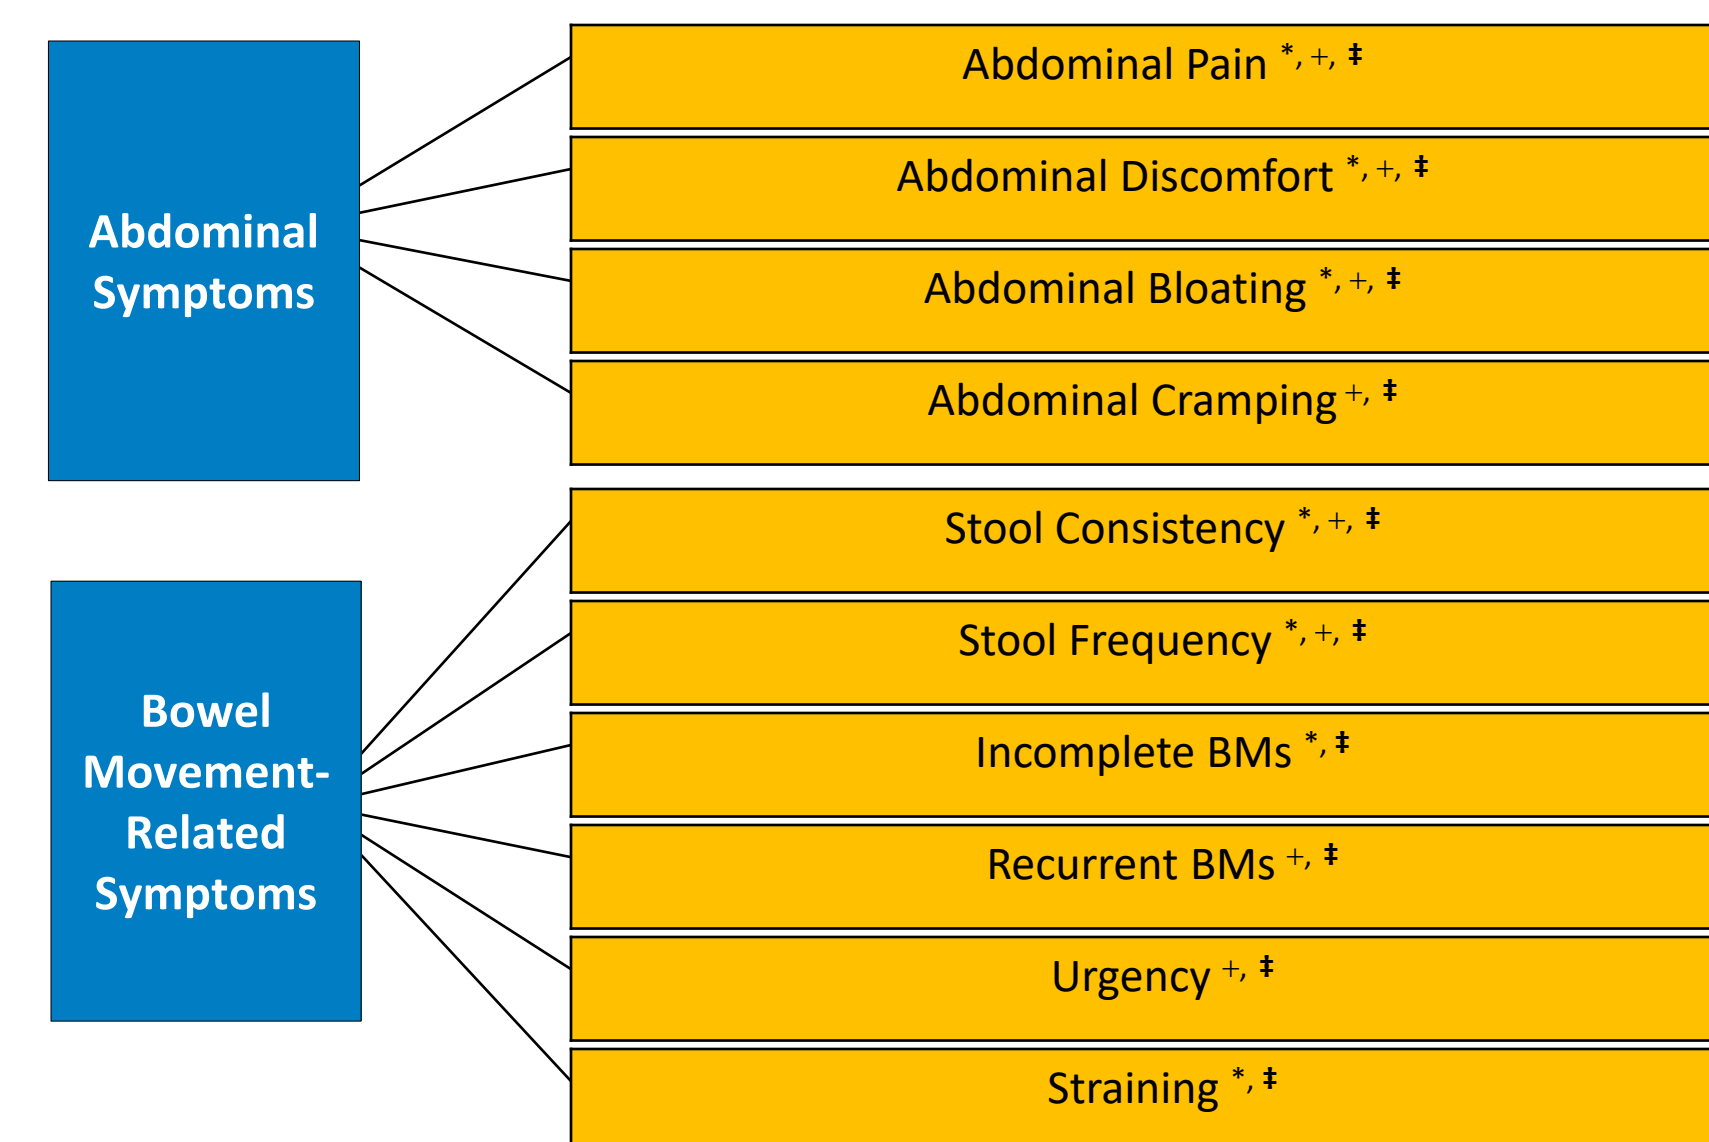 Abdominal
Symptoms
Abdominal Pain *, +, ‡
Abdominal Discomfort *, +, ‡
Abdominal Bloating *, +, ‡
Abdominal Cramping +, ‡
Bowel
Movement-
Related
Symptoms
Stool Consistency *, +, ‡
Stool Frequency *, +, ‡
Incomplete BMs *, ‡
Recurrent BMs +, ‡
Urgency +, ‡
Straining *, ‡